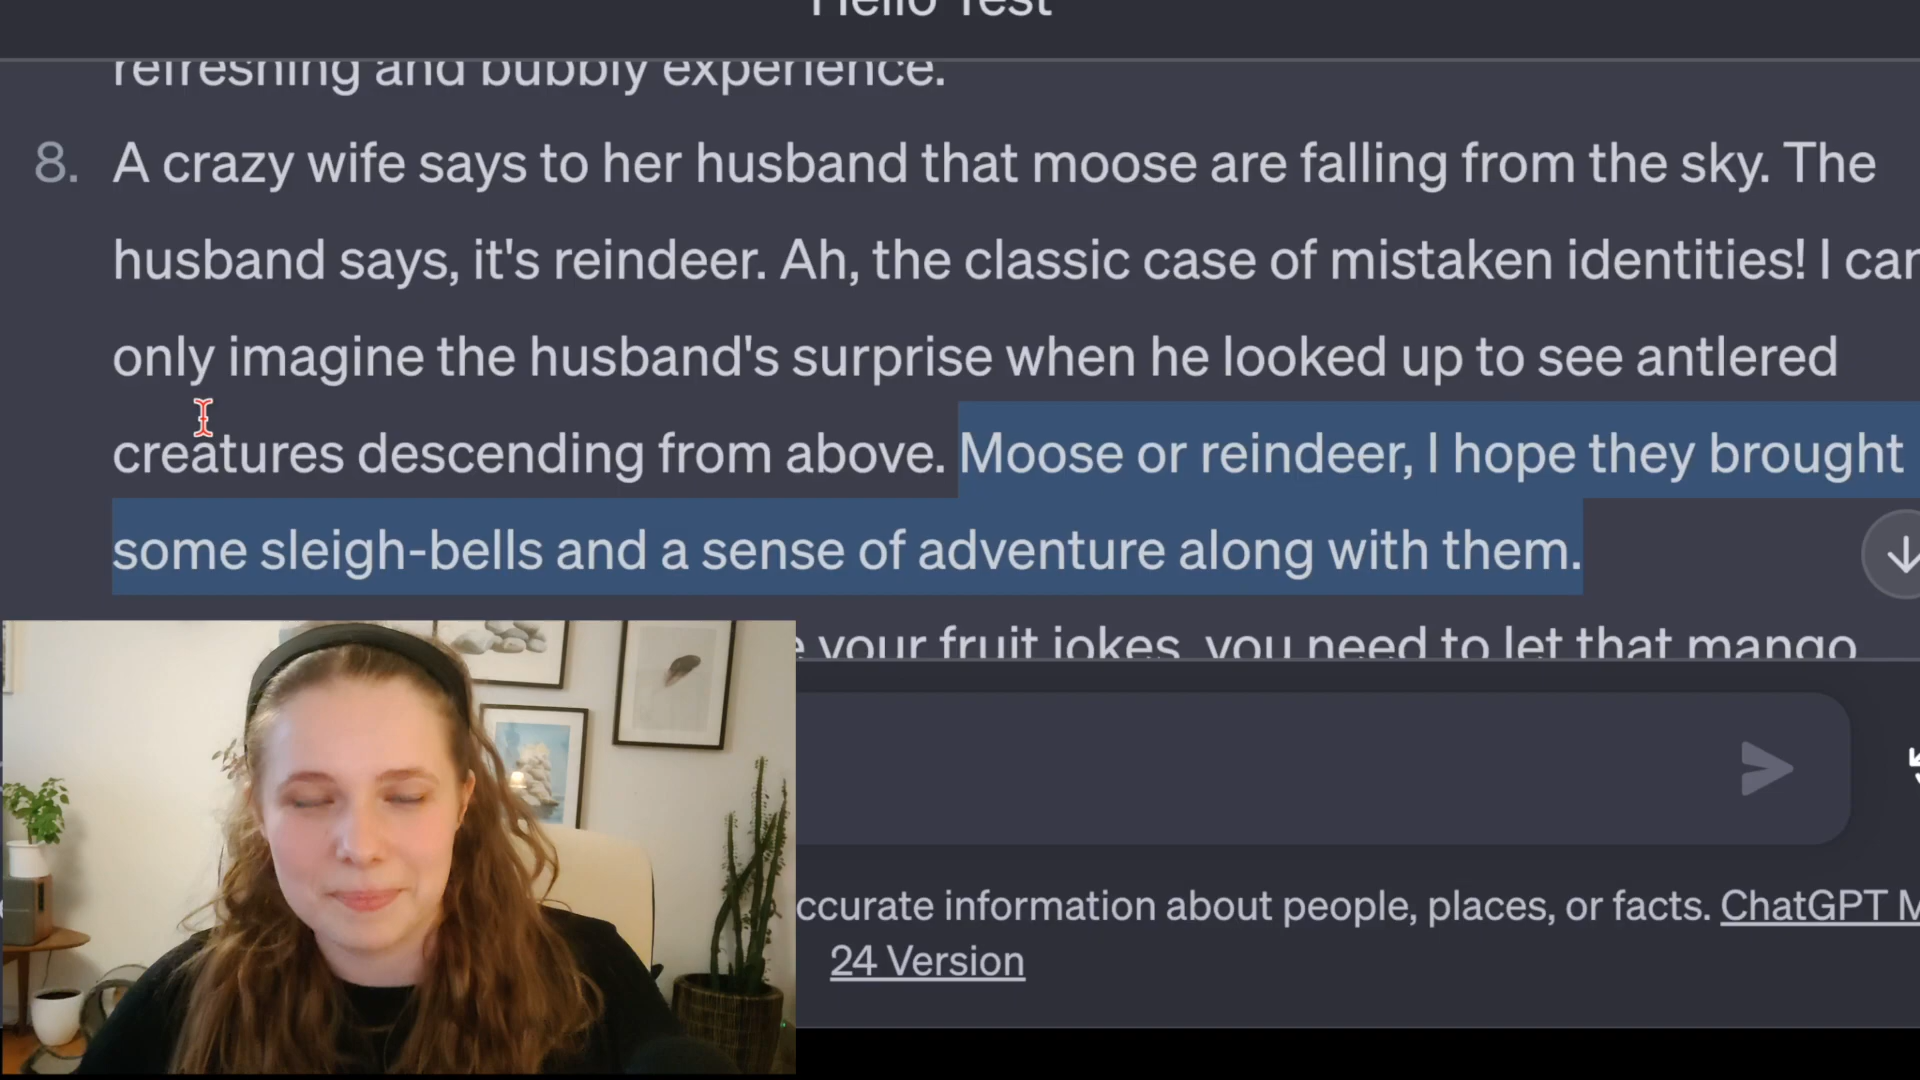 Hello Test
refreshing and bubbly experience.
8. A crazy wife says to her husband that moose are falling from the sky. The
husband says, it's reindeer. Ah, the classic case of mistaken identities! I can
only imagine the husband's surprise when he looked up to see antlered
creatures descending from above. Moose or reindeer, I hope they brought
some sleigh-bells and a sense of adventure along with them.
your fruit jokes, you need to let that mango
ccurate information about people, places, or facts. ChatGPT M
24 Version